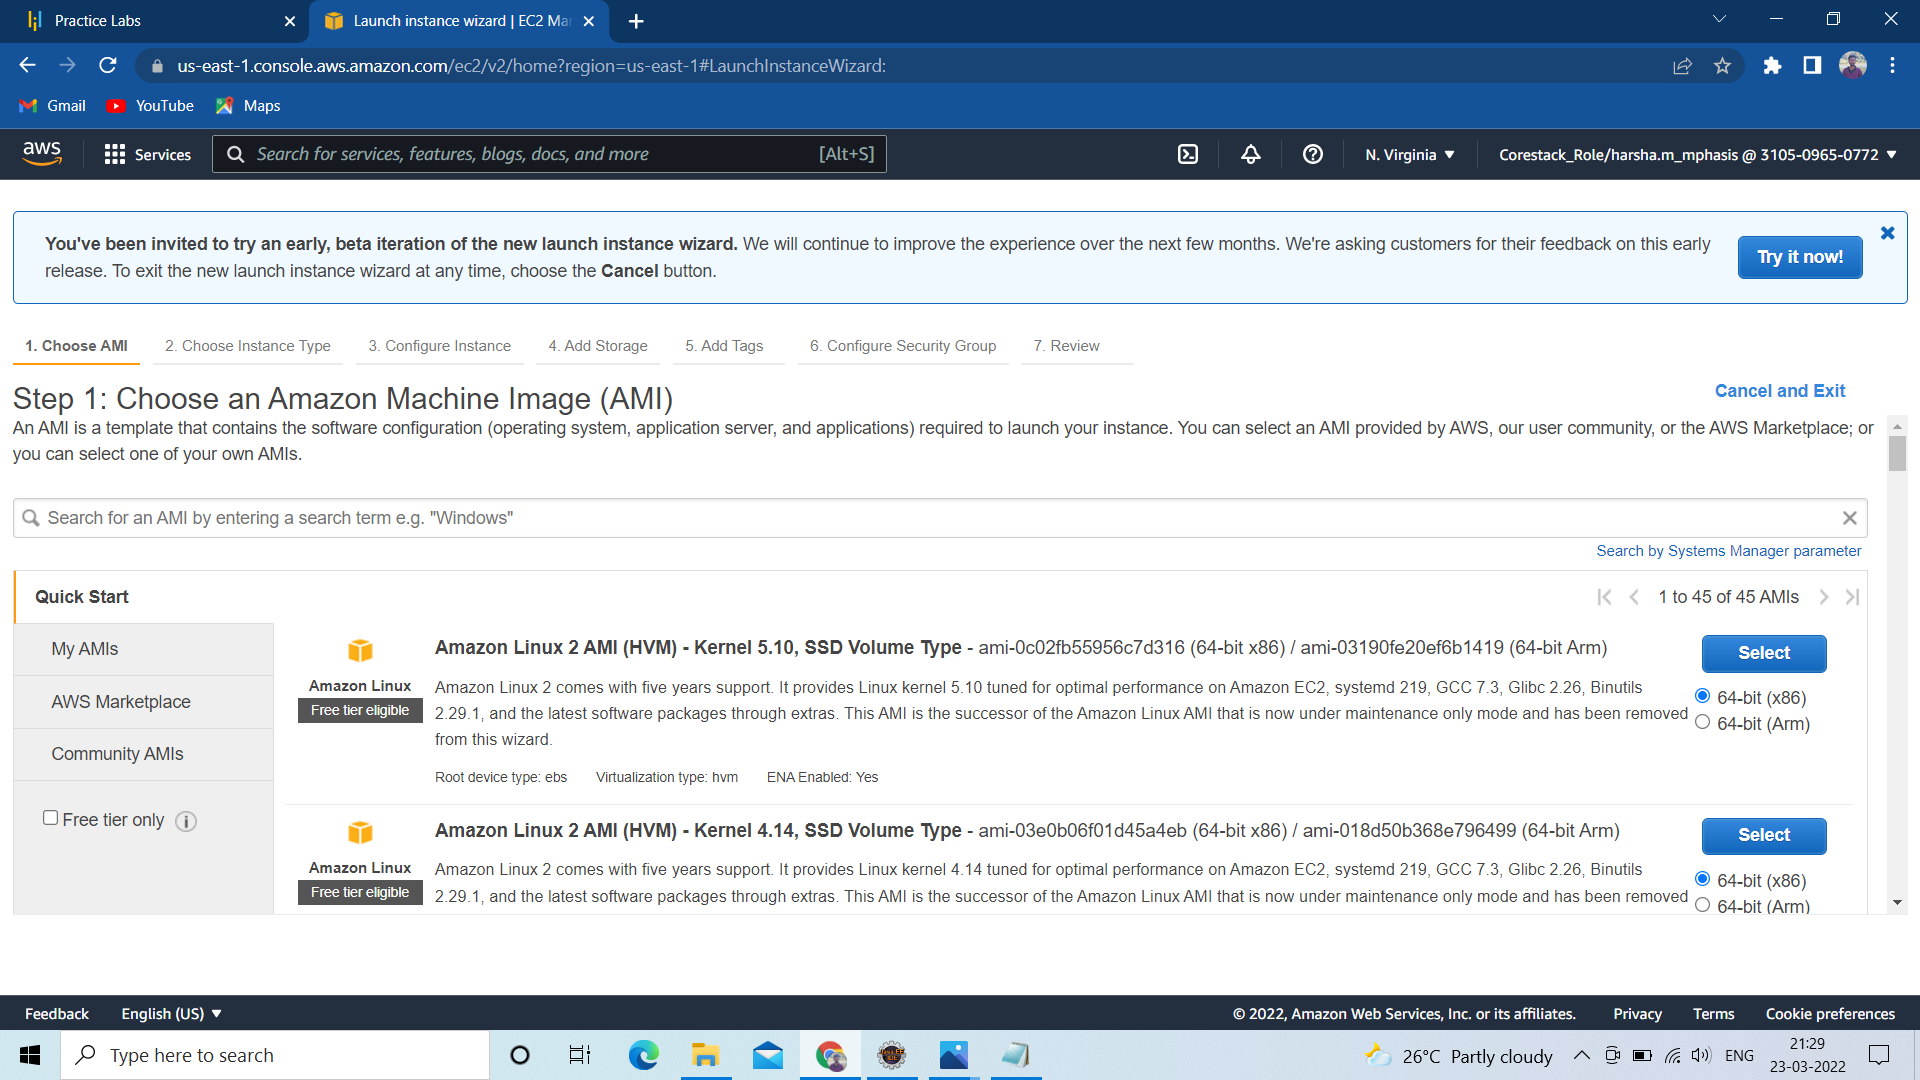 Practice Labs
Launch instance wizard | EC2 Ma
us-east-1.console.aws.amazon.com/ec2/v2/home?region=us-east-1#LaunchInstanceWizard:
Gmail YouTube Maps
aws Services Search for services, features, blogs, docs, and more [Alt+S] N. Virginia ▼ Corestack_Role/harsha.m_mphasis @ 3105-0965-0772 ▼
You've been invited to try an early, beta iteration of the new launch instance wizard. We will continue to improve the experience over the next few months. We're asking customers for their feedback on this early
release. To exit the new launch instance wizard at any time, choose the Cancel button.
Try it now!
1. Choose AMI 2. Choose Instance Type 3. Configure Instance 4. Add Storage 5. Add Tags 6. Configure Security Group 7. Review
Step 1: Choose an Amazon Machine Image (AMI)
Cancel and Exit
An AMI is a template that contains the software configuration (operating system, application server, and applications) required to launch your instance. You can select an AMI provided by AWS, our user community, or the AWS Marketplace; or
you can select one of your own AMIs.
Search for an AMI by entering a search term e.g. "Windows"
Search by Systems Manager parameter
Quick Start
1 to 45 of 45 AMIs
My AMIs
AWS Marketplace
Community AMIs
Free tier only
Amazon Linux
Free tier eligible
Amazon Linux 2 AMI (HVM) - Kernel 5.10, SSD Volume Type - ami-0c02fb55956c7d316 (64-bit x86) / ami-03190fe20ef6b1419 (64-bit Arm)
Amazon Linux 2 comes with five years support. It provides Linux kernel 5.10 tuned for optimal performance on Amazon EC2, systemd 219, GCC 7.3, Glibc 2.26, Binutils
2.29.1, and the latest software packages through extras. This AMI is the successor of the Amazon Linux AMI that is now under maintenance only mode and has been removed
from this wizard.
Root device type: ebs Virtualization type: hvm ENA Enabled: Yes
Select
64-bit (x86)
64-bit (Arm)
Amazon Linux
Free tier eligible
Amazon Linux 2 AMI (HVM) - Kernel 4.14, SSD Volume Type - ami-03e0b06f01d45a4eb (64-bit x86) / ami-018d50b368e796499 (64-bit Arm)
Amazon Linux 2 comes with five years support. It provides Linux kernel 4.14 tuned for optimal performance on Amazon EC2, systemd 219, GCC 7.3, Glibc 2.26, Binutils
2.29.1, and the latest software packages through extras. This AMI is the successor of the Amazon Linux AMI that is now under maintenance only mode and has been removed
Select
64-bit (x86)
64-bit (Arm)
Feedback English (US) ▼ © 2022, Amazon Web Services, Inc. or its affiliates. Privacy Terms Cookie preferences
Type here to search
26°C Partly cloudy ENG
21:29
23-03-2022